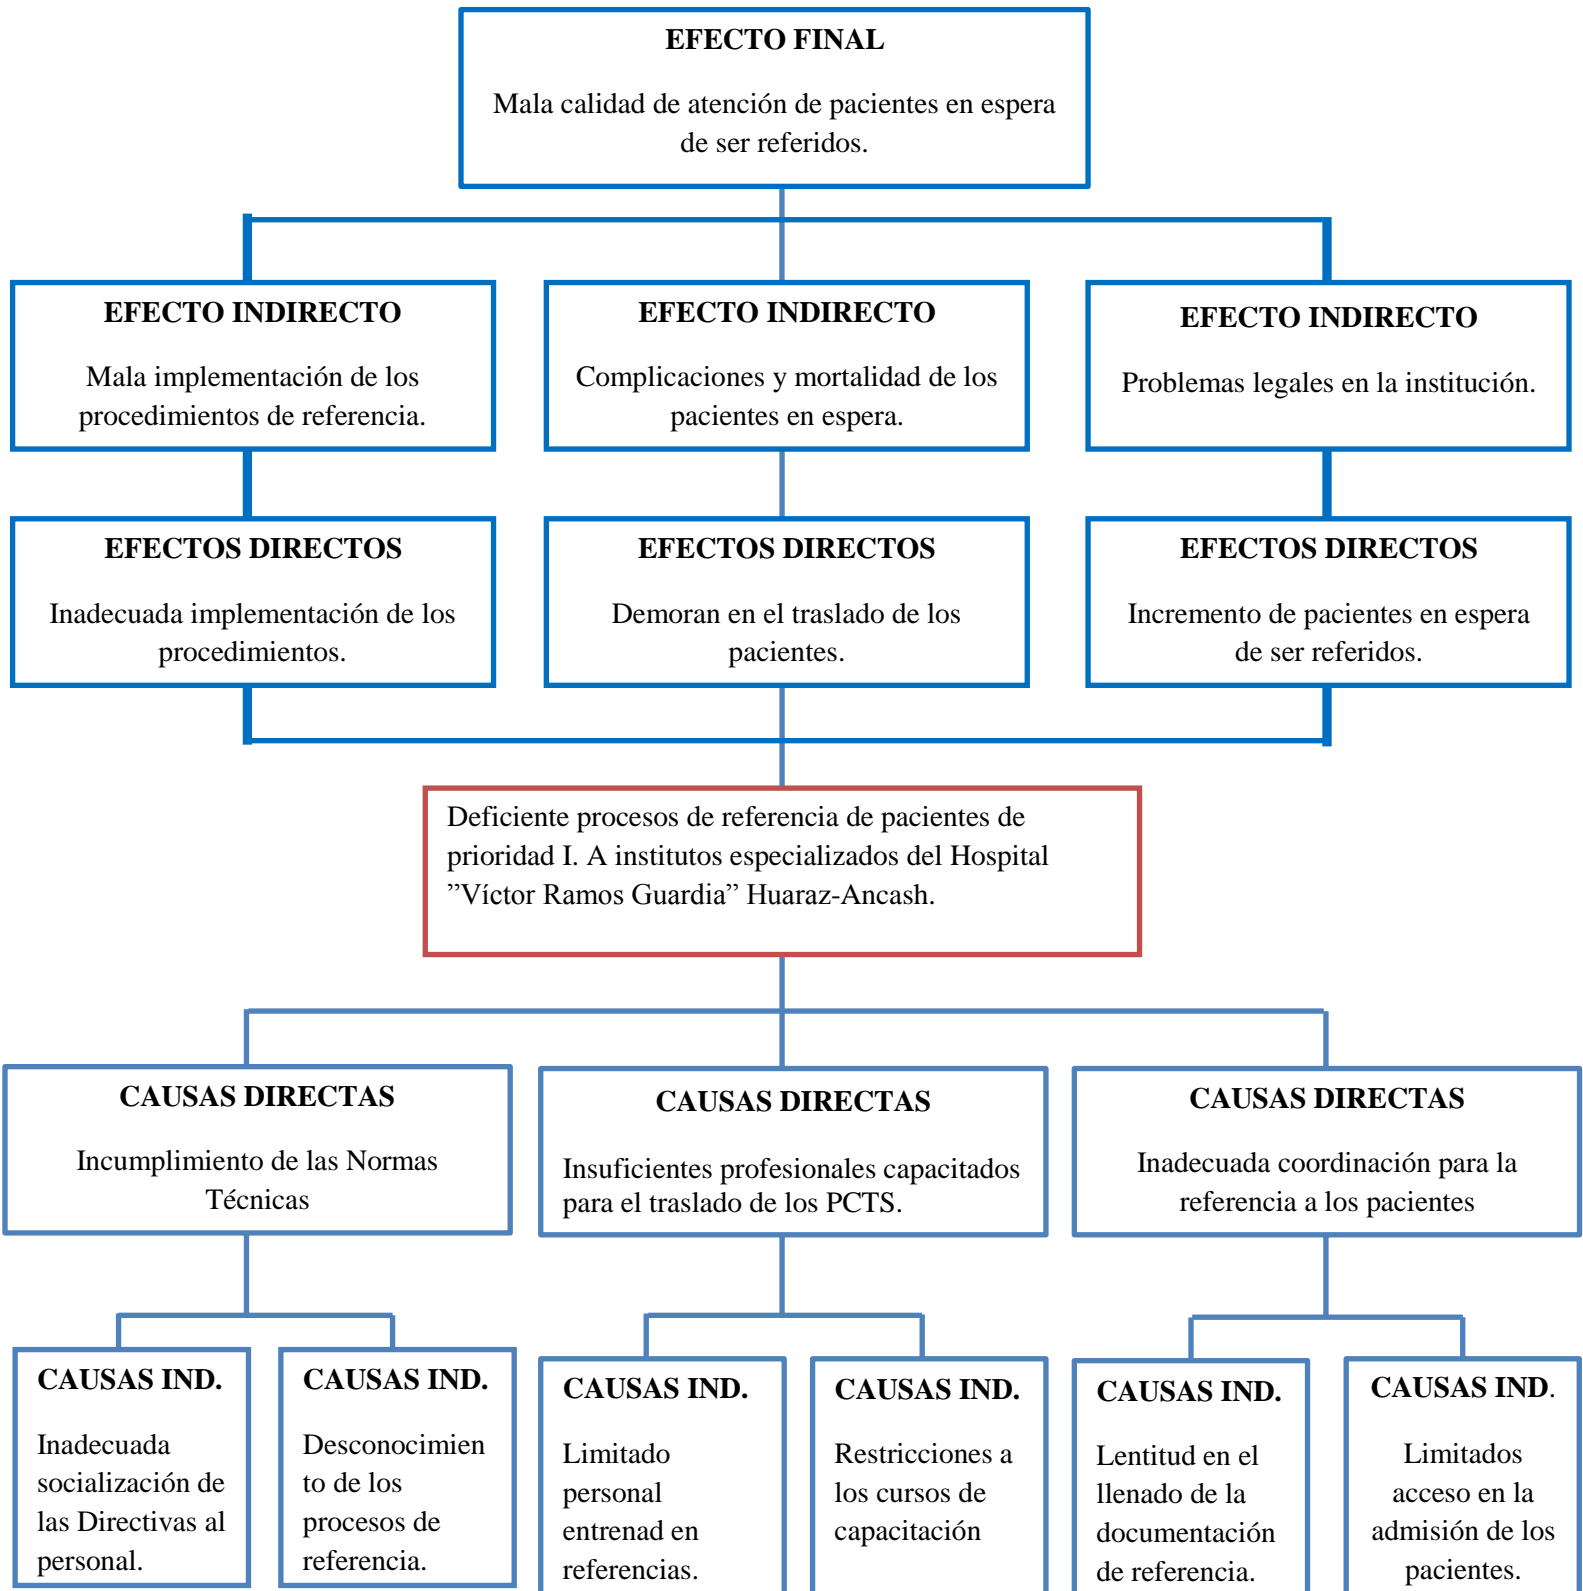 EFECTO FINAL
Mala calidad de atención de pacientes en espera
de ser referidos.
EFECTO INDIRECTO
Mala implementación de los
procedimientos de referencia.
EFECTO INDIRECTO
Complicaciones y mortalidad de los
pacientes en espera.
EFECTO INDIRECTO
Problemas legales en la institución.
EFECTOS DIRECTOS
Inadecuada implementación de los
procedimientos.
EFECTOS DIRECTOS
Demoran en el traslado de los
pacientes.
EFECTOS DIRECTOS
Incremento de pacientes en espera
de ser referidos.
Deficiente procesos de referencia de pacientes de
prioridad I. A institutos especializados del Hospital
”Víctor Ramos Guardia” Huaraz-Ancash.
CAUSAS DIRECTAS
Incumplimiento de las Normas
Técnicas
CAUSAS DIRECTAS
Insuficientes profesionales capacitados
para el traslado de los PCTS.
CAUSAS DIRECTAS
Inadecuada coordinación para la
referencia a los pacientes
CAUSAS IND.
Inadecuada
socialización de
las Directivas al
personal.
CAUSAS IND.
Desconocimien
to de los
procesos de
referencia.
CAUSAS IND.
Limitado
personal
entrenad en
referencias.
CAUSAS IND.
Restricciones a
los cursos de
capacitación
CAUSAS IND.
Lentitud en el
llenado de la
documentación
de referencia.
CAUSAS IND.
Limitados
acceso en la
admisión de los
pacientes.